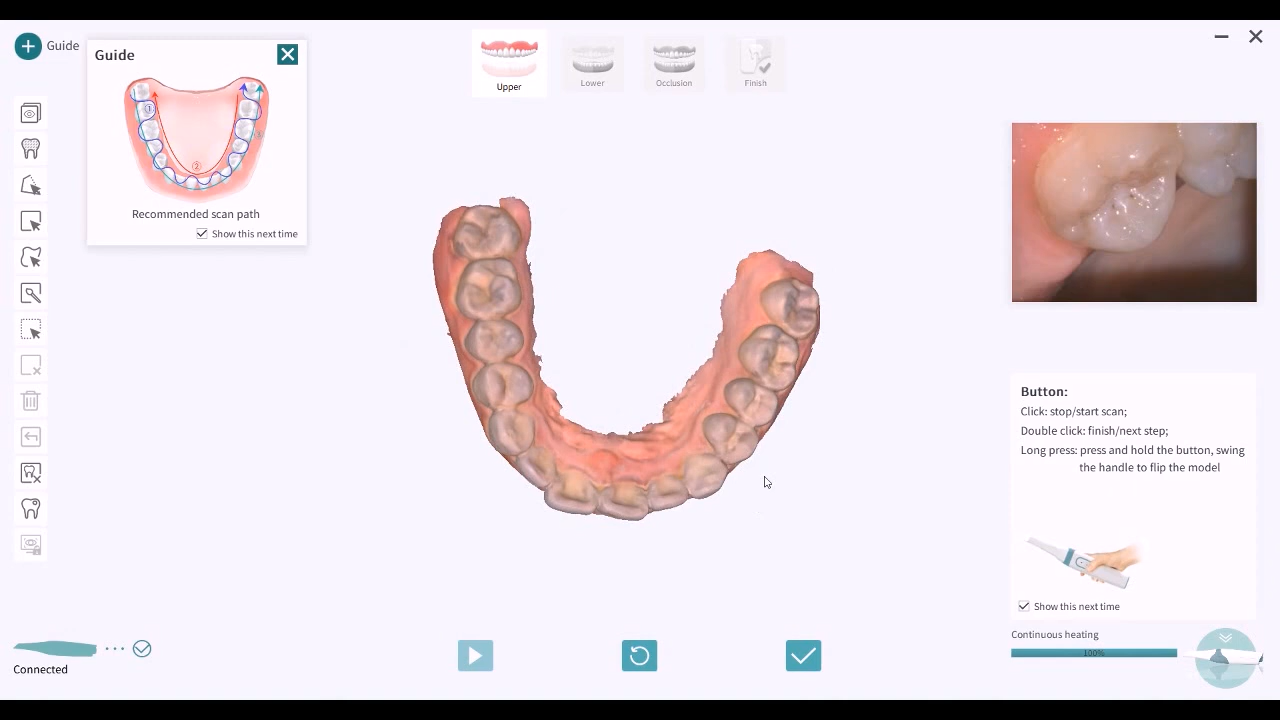 Guide
Guide
Recommended scan path
Show this next time
Upper
Lower
Occlusion
Finish
Button:
Click: stop/start scan;
Double click: finish/next step;
Long press: press and hold the button, swing
the handle to flip the model
Show this next time
Continuous heating
100%
Connected